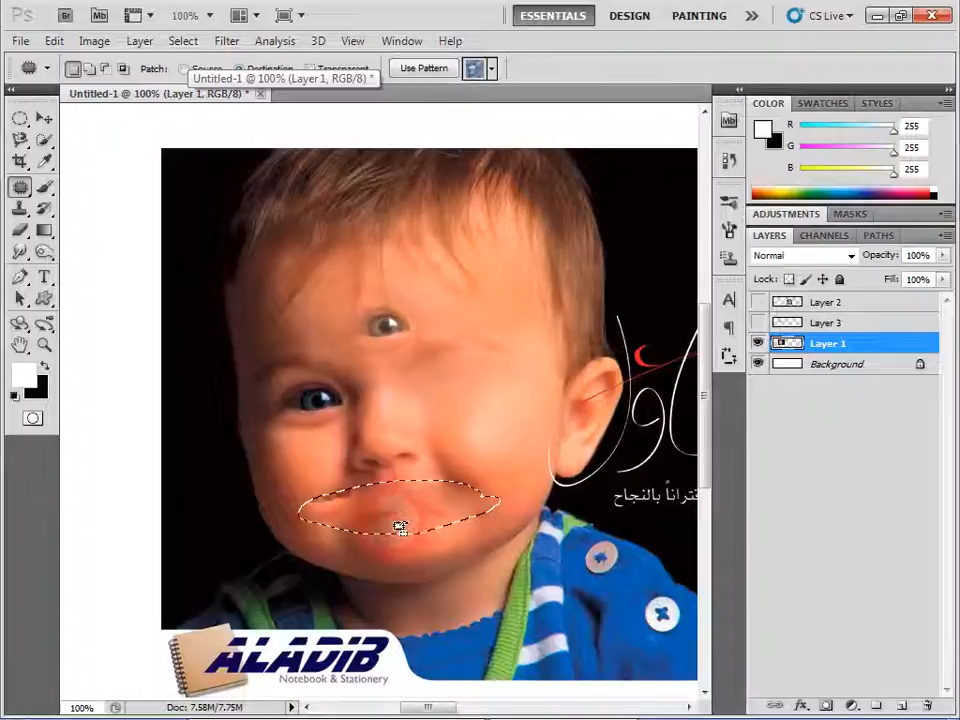 Ps
Br
Mb
100%
ESSENTIALS
DESIGN
PAINTING
CS Live
File Edit Image Layer Select Filter Analysis 3D View Window Help
Patch: Source Destination Transparent Use Pattern
Untitled-1 @ 100% (Layer 1, RGB/8) *
Untitled-1 @ 100% (Layer 1, RGB/8) *
COLOR SWATCHES STYLES
R 255
G 255
B 255
ADJUSTMENTS MASKS
LAYERS CHANNELS PATHS
Normal Opacity: 100%
Lock: Fill: 100%
Layer 2
Layer 3
Layer 1
Background
بالنجاح
ALADIB
Notebook & Stationery
100% Doc: 7.58M/7.75M